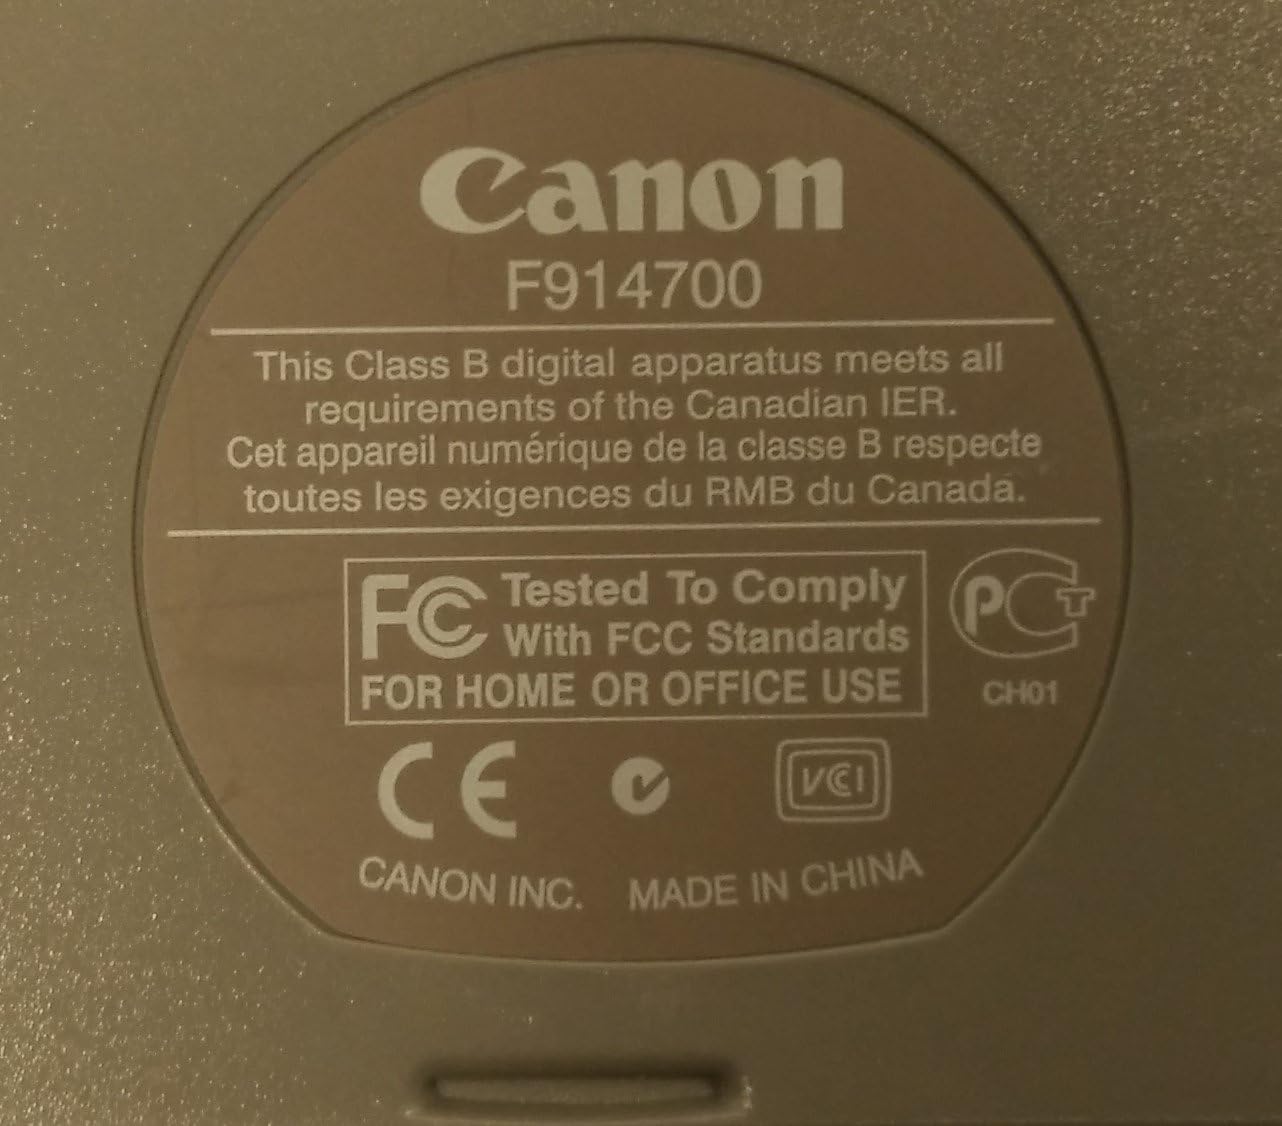 Canon
F914700
This Class B digital apparatus meets all
requirements of the Canadian IER.
Cet appareil numérique de la classe B respecte
toutes les exigences du RMB du Canada.
FC Tested To Comply
With FCC Standards
FOR HOME OR OFFICE USE
PCT
CH01
CE
VCI
CANON INC. MADE IN CHINA